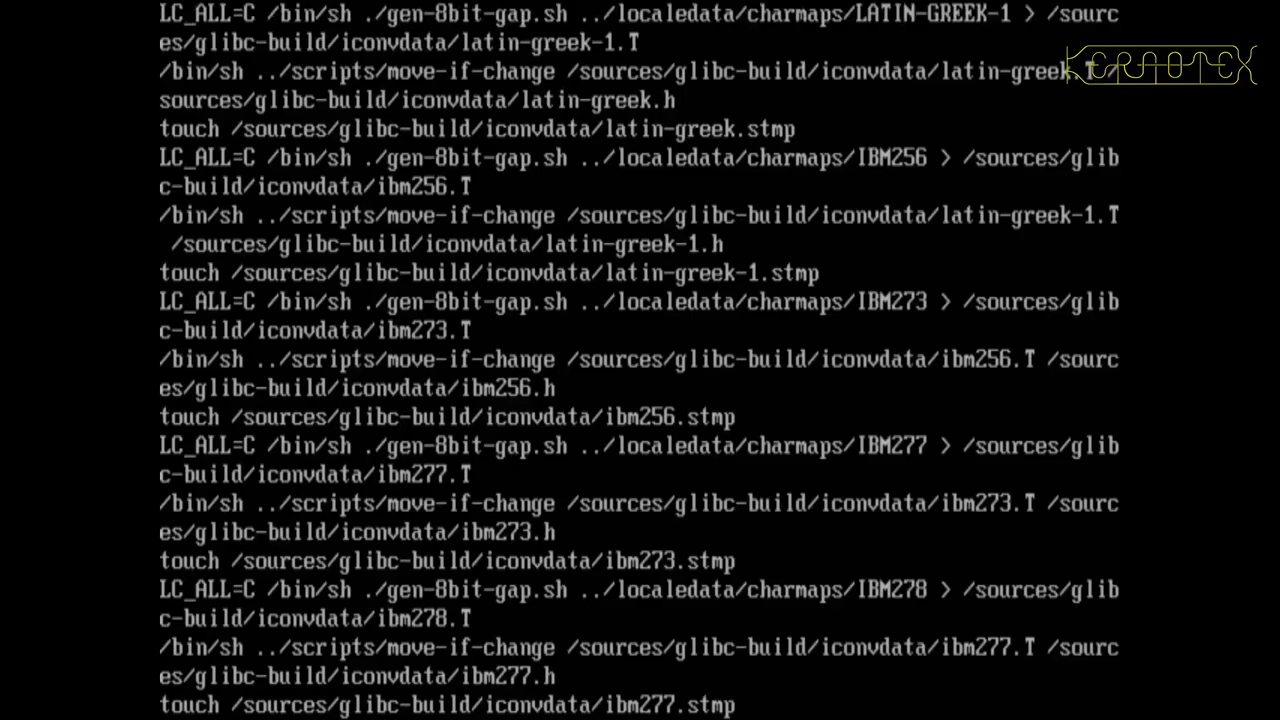 LC_ALL=C /bin/sh ./gen-8bit-gap.sh ../localedata/charmaps/LATIN-GREEK-1 > /sourc
es/glibc-build/iconvdata/latin-greek-1.T
/bin/sh ../scripts/move-if-change /sources/glibc-build/iconvdata/latin-greek.T /
sources/glibc-build/iconvdata/latin-greek.h
touch /sources/glibc-build/iconvdata/latin-greek.stmp
LC_ALL=C /bin/sh ./gen-8bit-gap.sh ../localedata/charmaps/IBM256 > /sources/glib
c-build/iconvdata/ibm256.T
/bin/sh ../scripts/move-if-change /sources/glibc-build/iconvdata/latin-greek-1.T
 /sources/glibc-build/iconvdata/latin-greek-1.h
touch /sources/glibc-build/iconvdata/latin-greek-1.stmp
LC_ALL=C /bin/sh ./gen-8bit-gap.sh ../localedata/charmaps/IBM273 > /sources/glib
c-build/iconvdata/ibm273.T
/bin/sh ../scripts/move-if-change /sources/glibc-build/iconvdata/ibm256.T /sourc
es/glibc-build/iconvdata/ibm256.h
touch /sources/glibc-build/iconvdata/ibm256.stmp
LC_ALL=C /bin/sh ./gen-8bit-gap.sh ../localedata/charmaps/IBM277 > /sources/glib
c-build/iconvdata/ibm277.T
/bin/sh ../scripts/move-if-change /sources/glibc-build/iconvdata/ibm273.T /sourc
es/glibc-build/iconvdata/ibm273.h
touch /sources/glibc-build/iconvdata/ibm273.stmp
LC_ALL=C /bin/sh ./gen-8bit-gap.sh ../localedata/charmaps/IBM278 > /sources/glib
c-build/iconvdata/ibm278.T
/bin/sh ../scripts/move-if-change /sources/glibc-build/iconvdata/ibm277.T /sourc
es/glibc-build/iconvdata/ibm277.h
touch /sources/glibc-build/iconvdata/ibm277.stmp